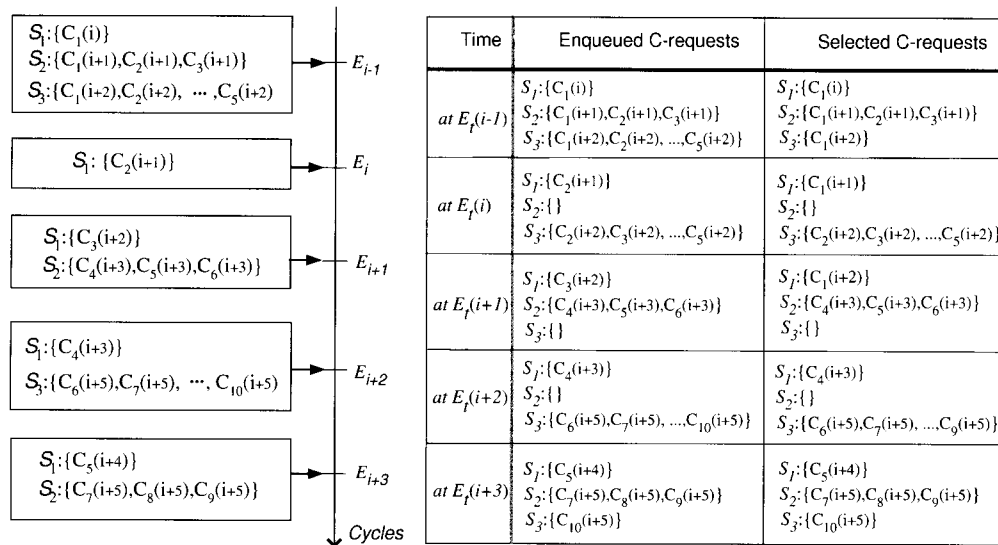 S1:{C1(i)}
S2:{C1(i+1),C2(i+1),C3(i+1)}
S3:{C1(i+2),C2(i+2), ...,C5(i+2)
Ei-1
S1: {C2(i+1)}
Ei
S1:{C3(i+2)}
S2:{C4(i+3),C5(i+3),C6(i+3)}
Ei+1
S1:{C4(i+3)}
S3:{C6(i+5),C7(i+5), ..., C10(i+5)
Ei+2
S1:{C5(i+4)}
S2:{C7(i+5),C8(i+5),C9(i+5)}
Ei+3
Cycles
Time Enqueued C-requests Selected C-requests
at Et(i-1)
S1:{C1(i)}
S2:{C1(i+1),C2(i+1),C3(i+1)}
S3:{C1(i+2),C2(i+2), ...,C5(i+2)}
S1:{C1(i)}
S2:{C1(i+1),C2(i+1),C3(i+1)}
S3:{C1(i+2)}
at Et(i)
S1:{C2(i+1)}
S2:{}
S3:{C2(i+2),C3(i+2), ...,C5(i+2)}
S1:{C1(i+1)}
S2:{}
S3:{C2(i+2),C3(i+2), ...,C5(i+2)}
at Et(i+1)
S1:{C3(i+2)}
S2:{C4(i+3),C5(i+3),C6(i+3)}
S3:{}
S1:{C1(i+2)}
S2:{C4(i+3),C5(i+3),C6(i+3)}
S3:{}
at Et(i+2)
S1:{C4(i+3)}
S2:{}
S3:{C6(i+5),C7(i+5), ...,C10(i+5)}
S1:{C4(i+3)}
S2:{}
S3:{C6(i+5),C7(i+5), ...,C9(i+5)}
at Et(i+3)
S1:{C5(i+4)}
S2:{C7(i+5),C8(i+5),C9(i+5)}
S3:{C10(i+5)}
S1:{C5(i+4)}
S2:{C7(i+5),C8(i+5),C9(i+5)}
S3:{C10(i+5)}